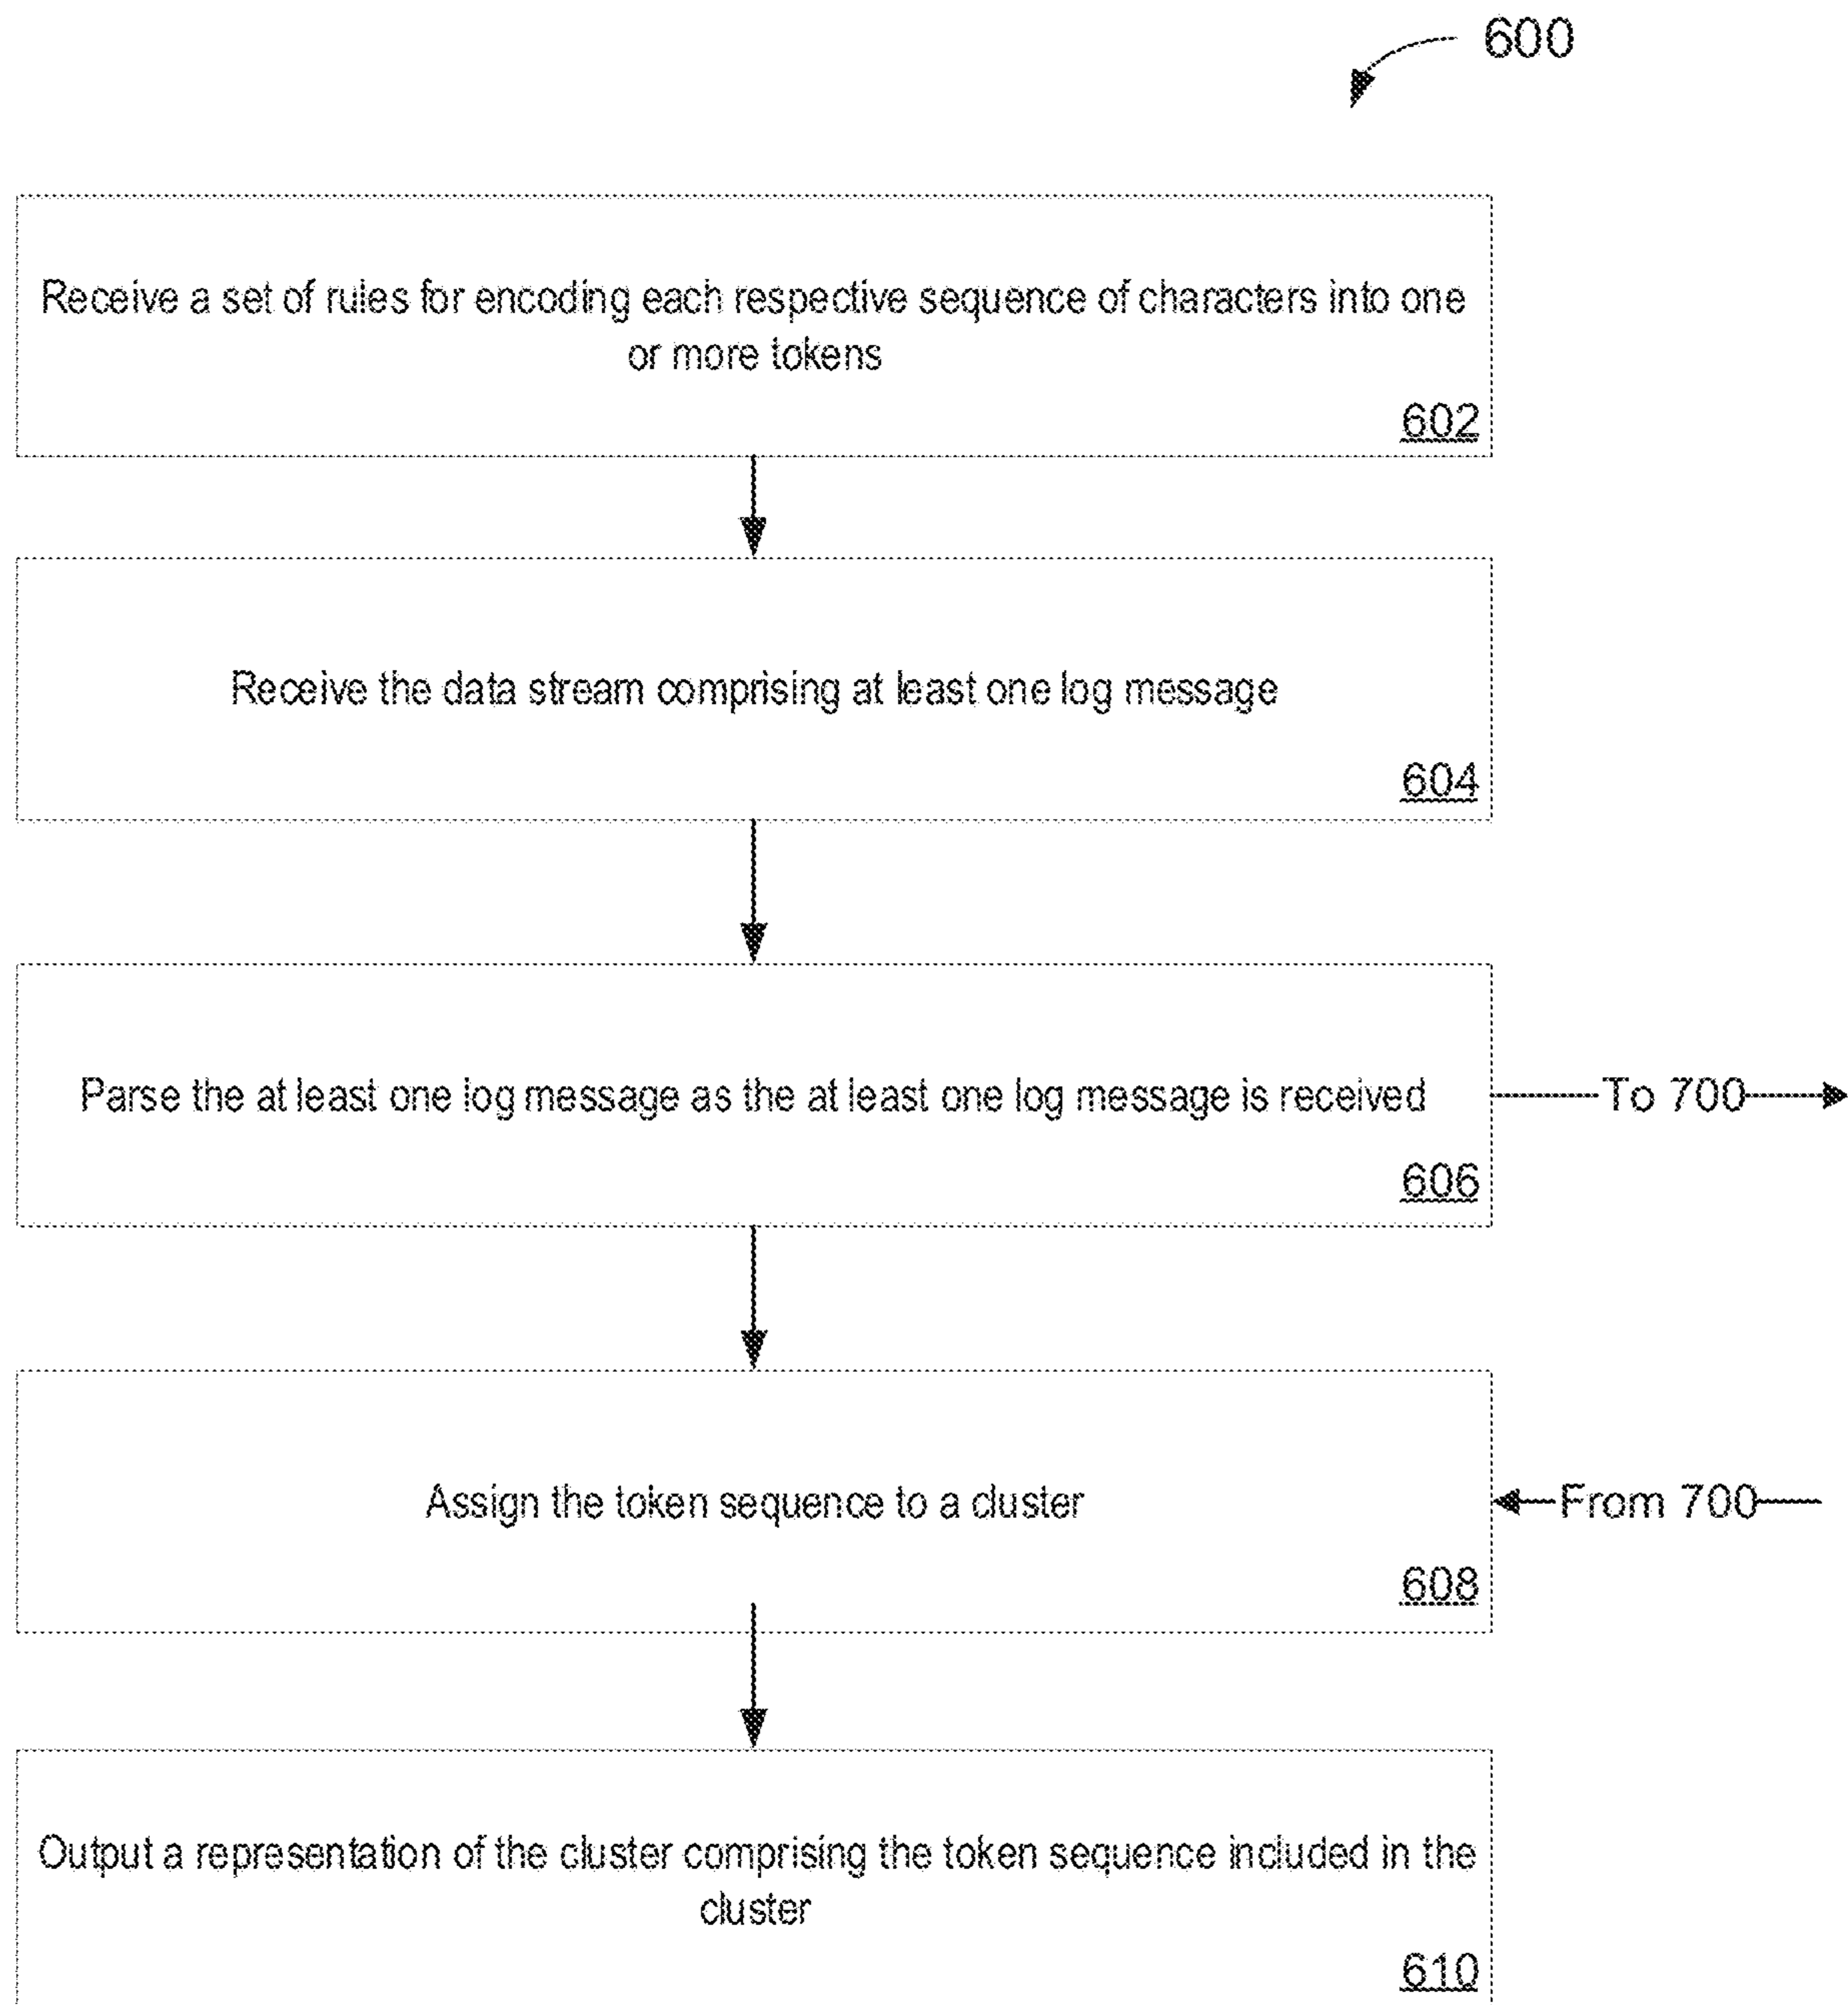 600
Receive a set of rules for encoding each respective sequence of characters into one
or more tokens
602
Receive the data stream comprising at least one log message
604
Parse the at least one log message as the at least one log message is received
To 700
606
Assign the token sequence to a cluster
From 700
608
Output a representation of the cluster comprising the token sequence included in the
cluster
610